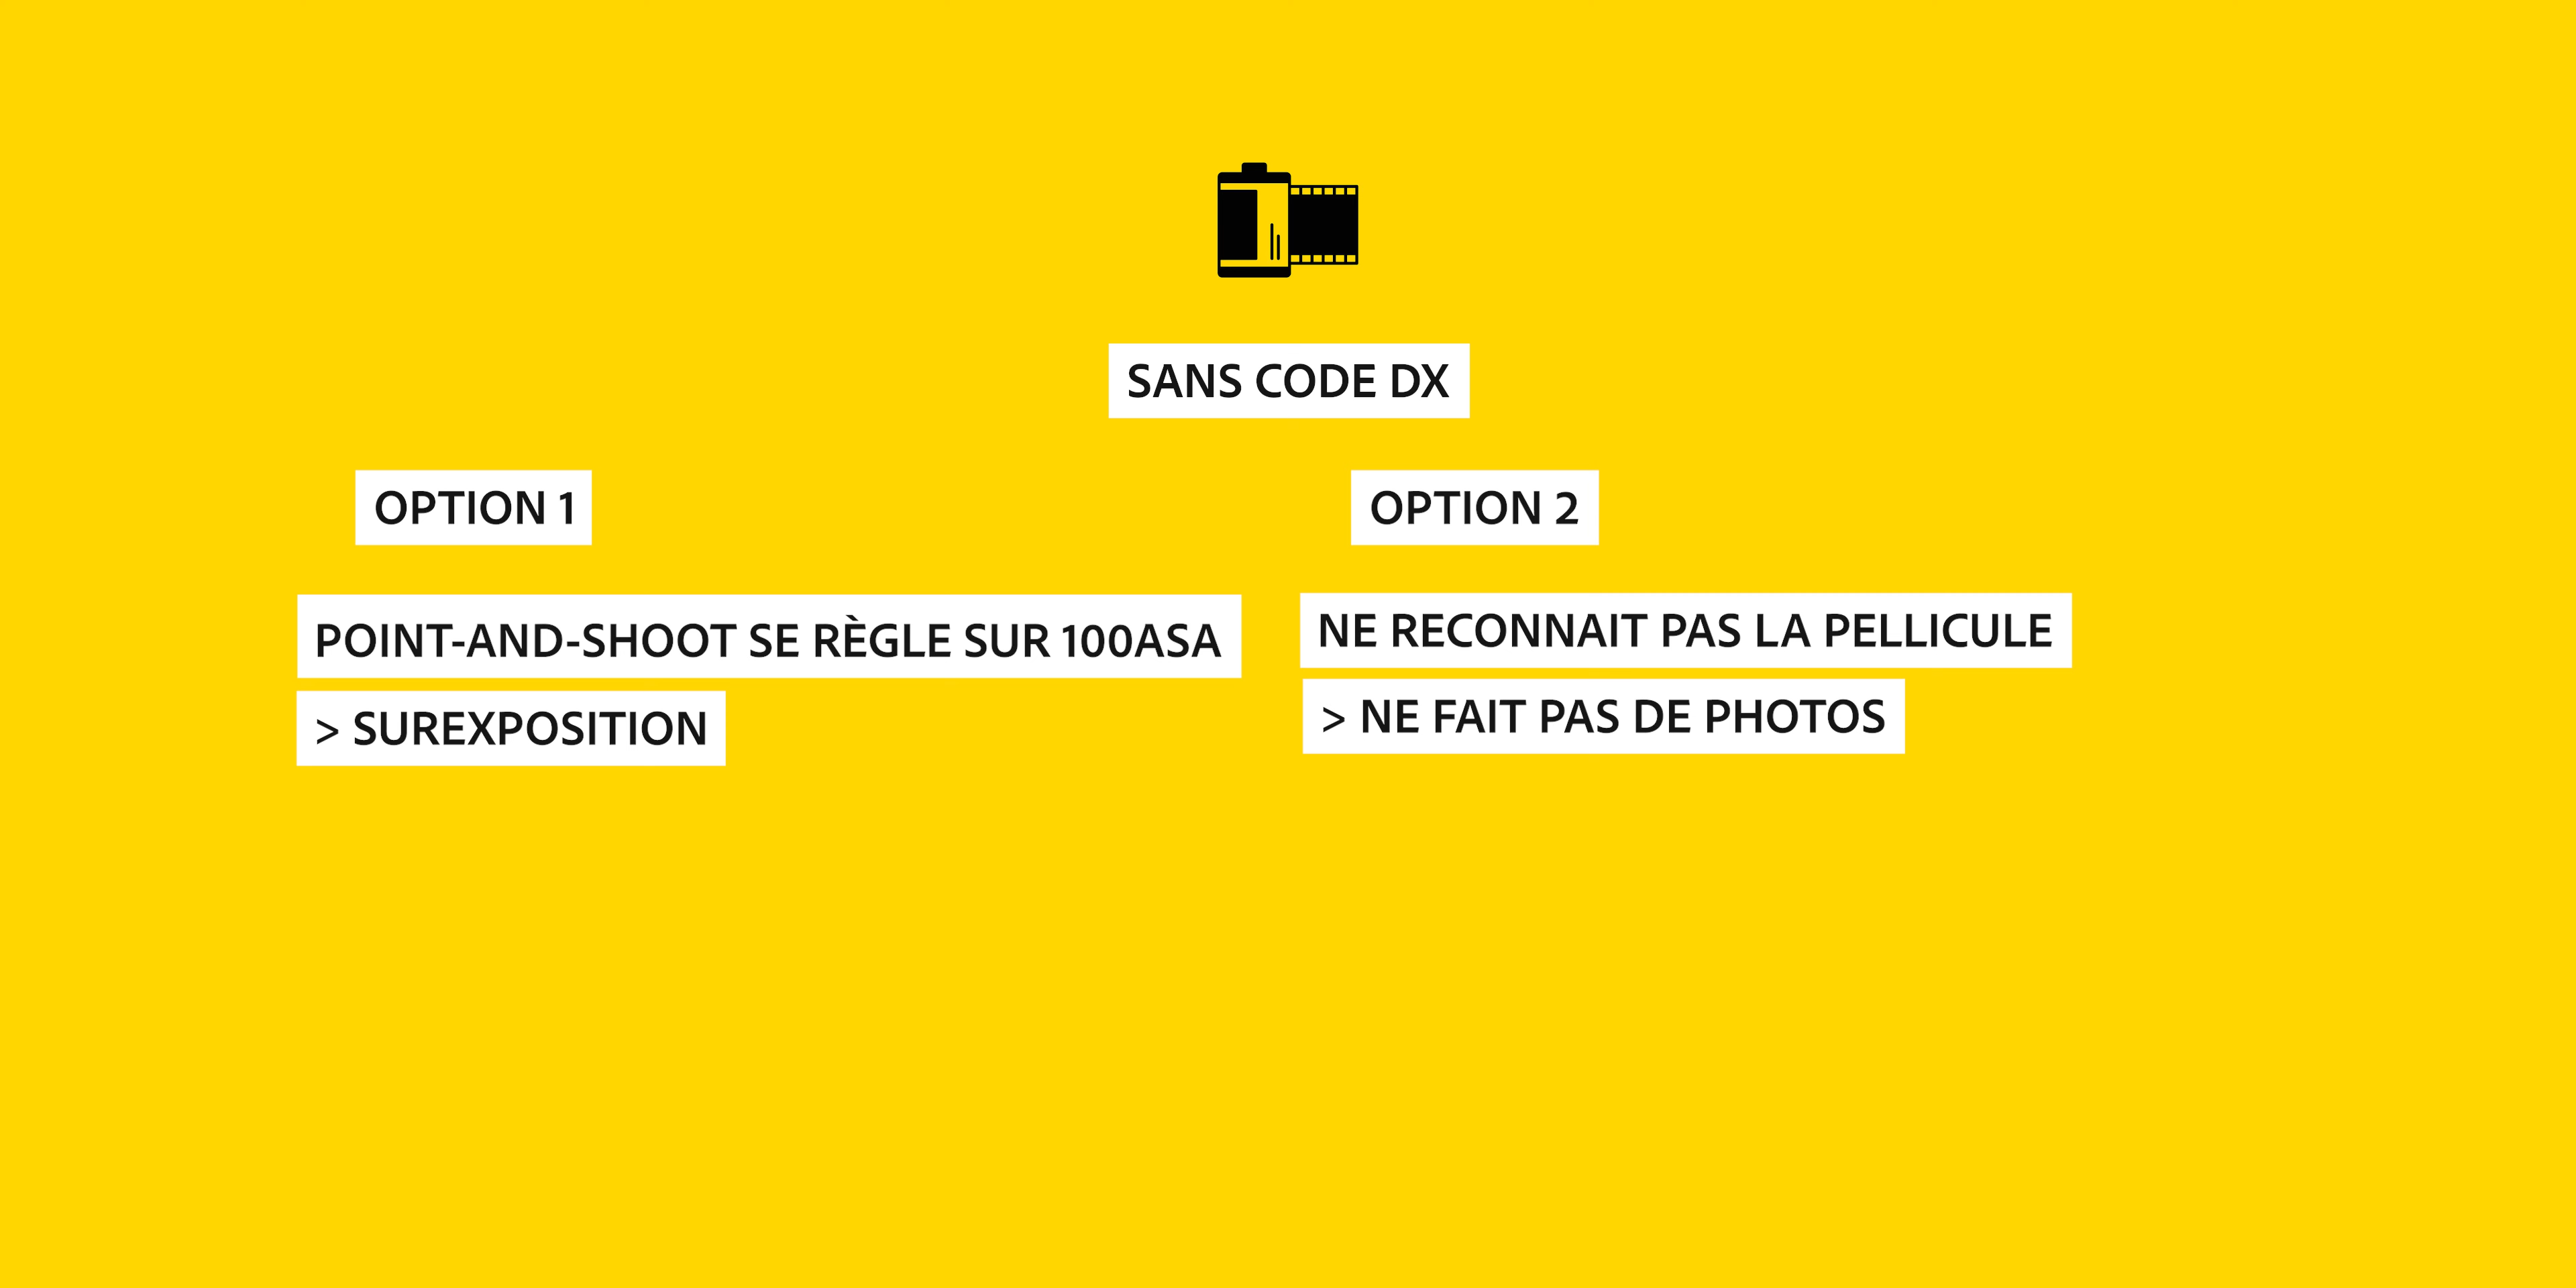 SANS CODE DX
OPTION 1
POINT-AND-SHOOT SE RÈGLE SUR 100ASA
> SUREXPOSITION
OPTION 2
NE RECONNAIT PAS LA PELLICULE
> NE FAIT PAS DE PHOTOS